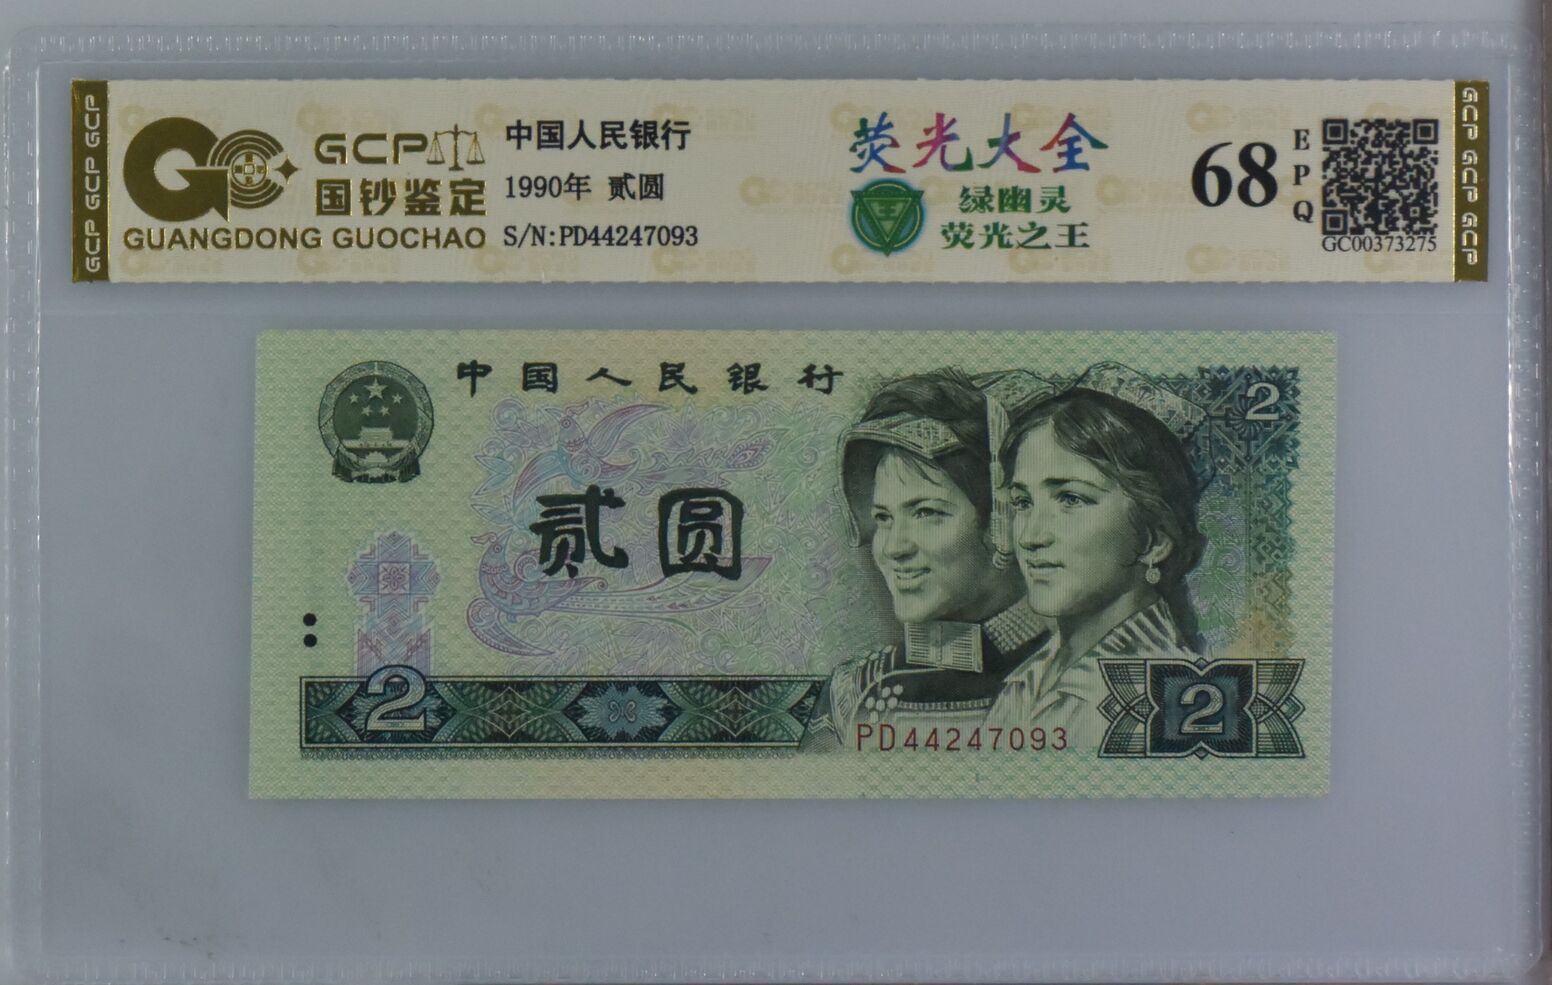 GCP GCP GCP
GCP
国钞鉴定
GUANGDONG GUOCHAO
中国人民银行
1990年 贰圆
S/N:PD44247093
荧光大全
王
绿幽灵
荧光之王
68
EPQ
GC00373275
GCP GCP GCP
中国人民银行
2
贰圆
2
PD44247093
2